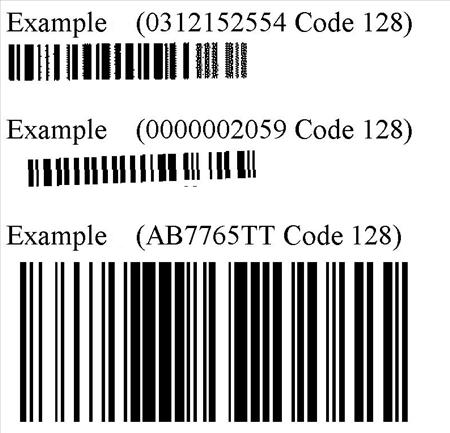 Example (0312152554 Code 128)
Example (0000002059 Code 128)
Example (AB7765TT Code 128)